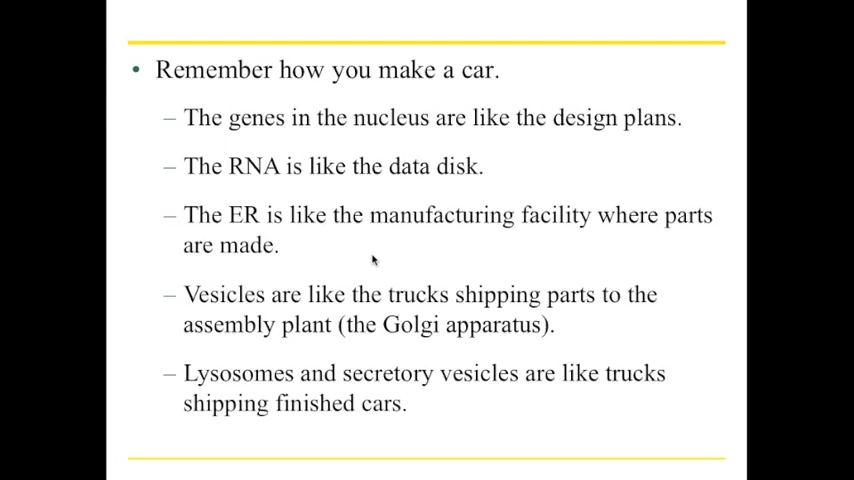 • Remember how you make a car.
– The genes in the nucleus are like the design plans.
– The RNA is like the data disk.
– The ER is like the manufacturing facility where parts
are made.
– Vesicles are like the trucks shipping parts to the
assembly plant (the Golgi apparatus).
– Lysosomes and secretory vesicles are like trucks
shipping finished cars.